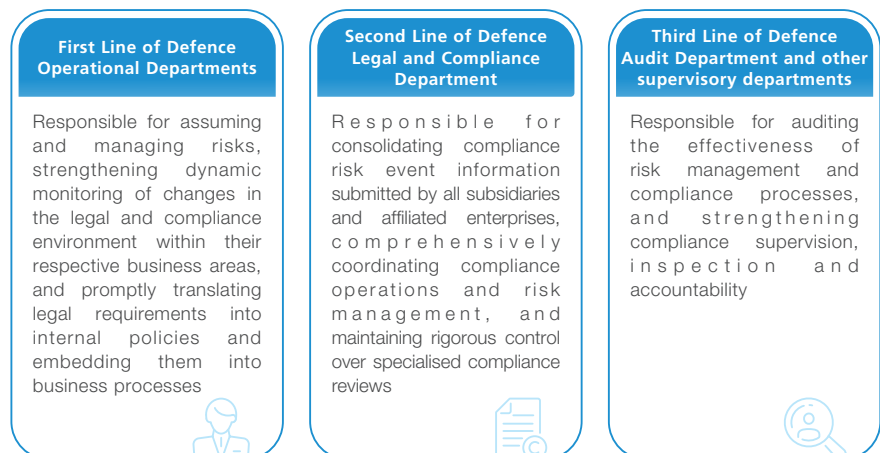 First Line of Defence
Operational Departments
Responsible for assuming
and managing risks,
strengthening dynamic
monitoring of changes in
the legal and compliance
environment within their
respective business areas,
and promptly translating
legal requirements into
internal policies and
embedding them into
business processes
Second Line of Defence
Legal and Compliance
Department
Responsible for
consolidating compliance
risk event information
submitted by all subsidiaries
and affiliated enterprises,
comprehensively
coordinating compliance
operations and risk
management, and
maintaining rigorous control
over specialised compliance
reviews
Third Line of Defence
Audit Department and other
supervisory departments
Responsible for auditing
the effectiveness of
risk management and
compliance processes,
and strengthening
compliance supervision,
inspection and
accountability